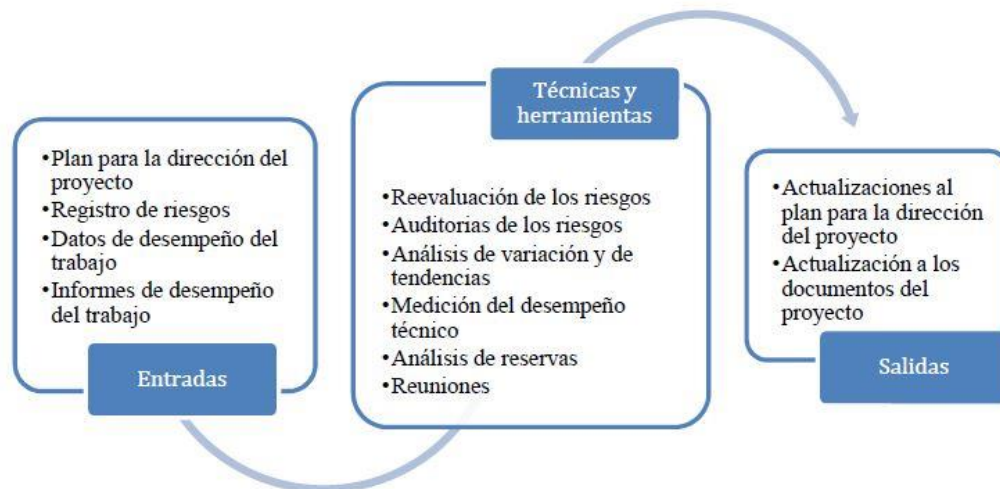 •Plan para la dirección del
proyecto
•Registro de riesgos
•Datos de desempeño del
trabajo
•Informes de desempeño
del trabajo
Entradas
Técnicas y
herramientas
•Reevaluación de los riesgos
•Auditorias de los riesgos
•Análisis de variación y de
tendencias
•Medición del desempeño
técnico
•Análisis de reservas
•Reuniones
•Actualizaciones al
plan para la dirección
del proyecto
•Actualización a los
documentos del
proyecto
Salidas